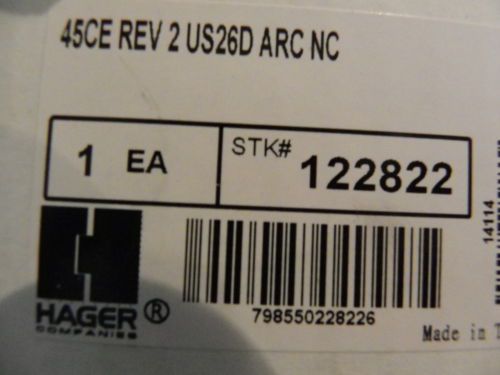 45CE REV 2 US26D ARC NC
1 EA
STK# 122822
14114
HAGER ®
COMPANIES
798550228226
Made in